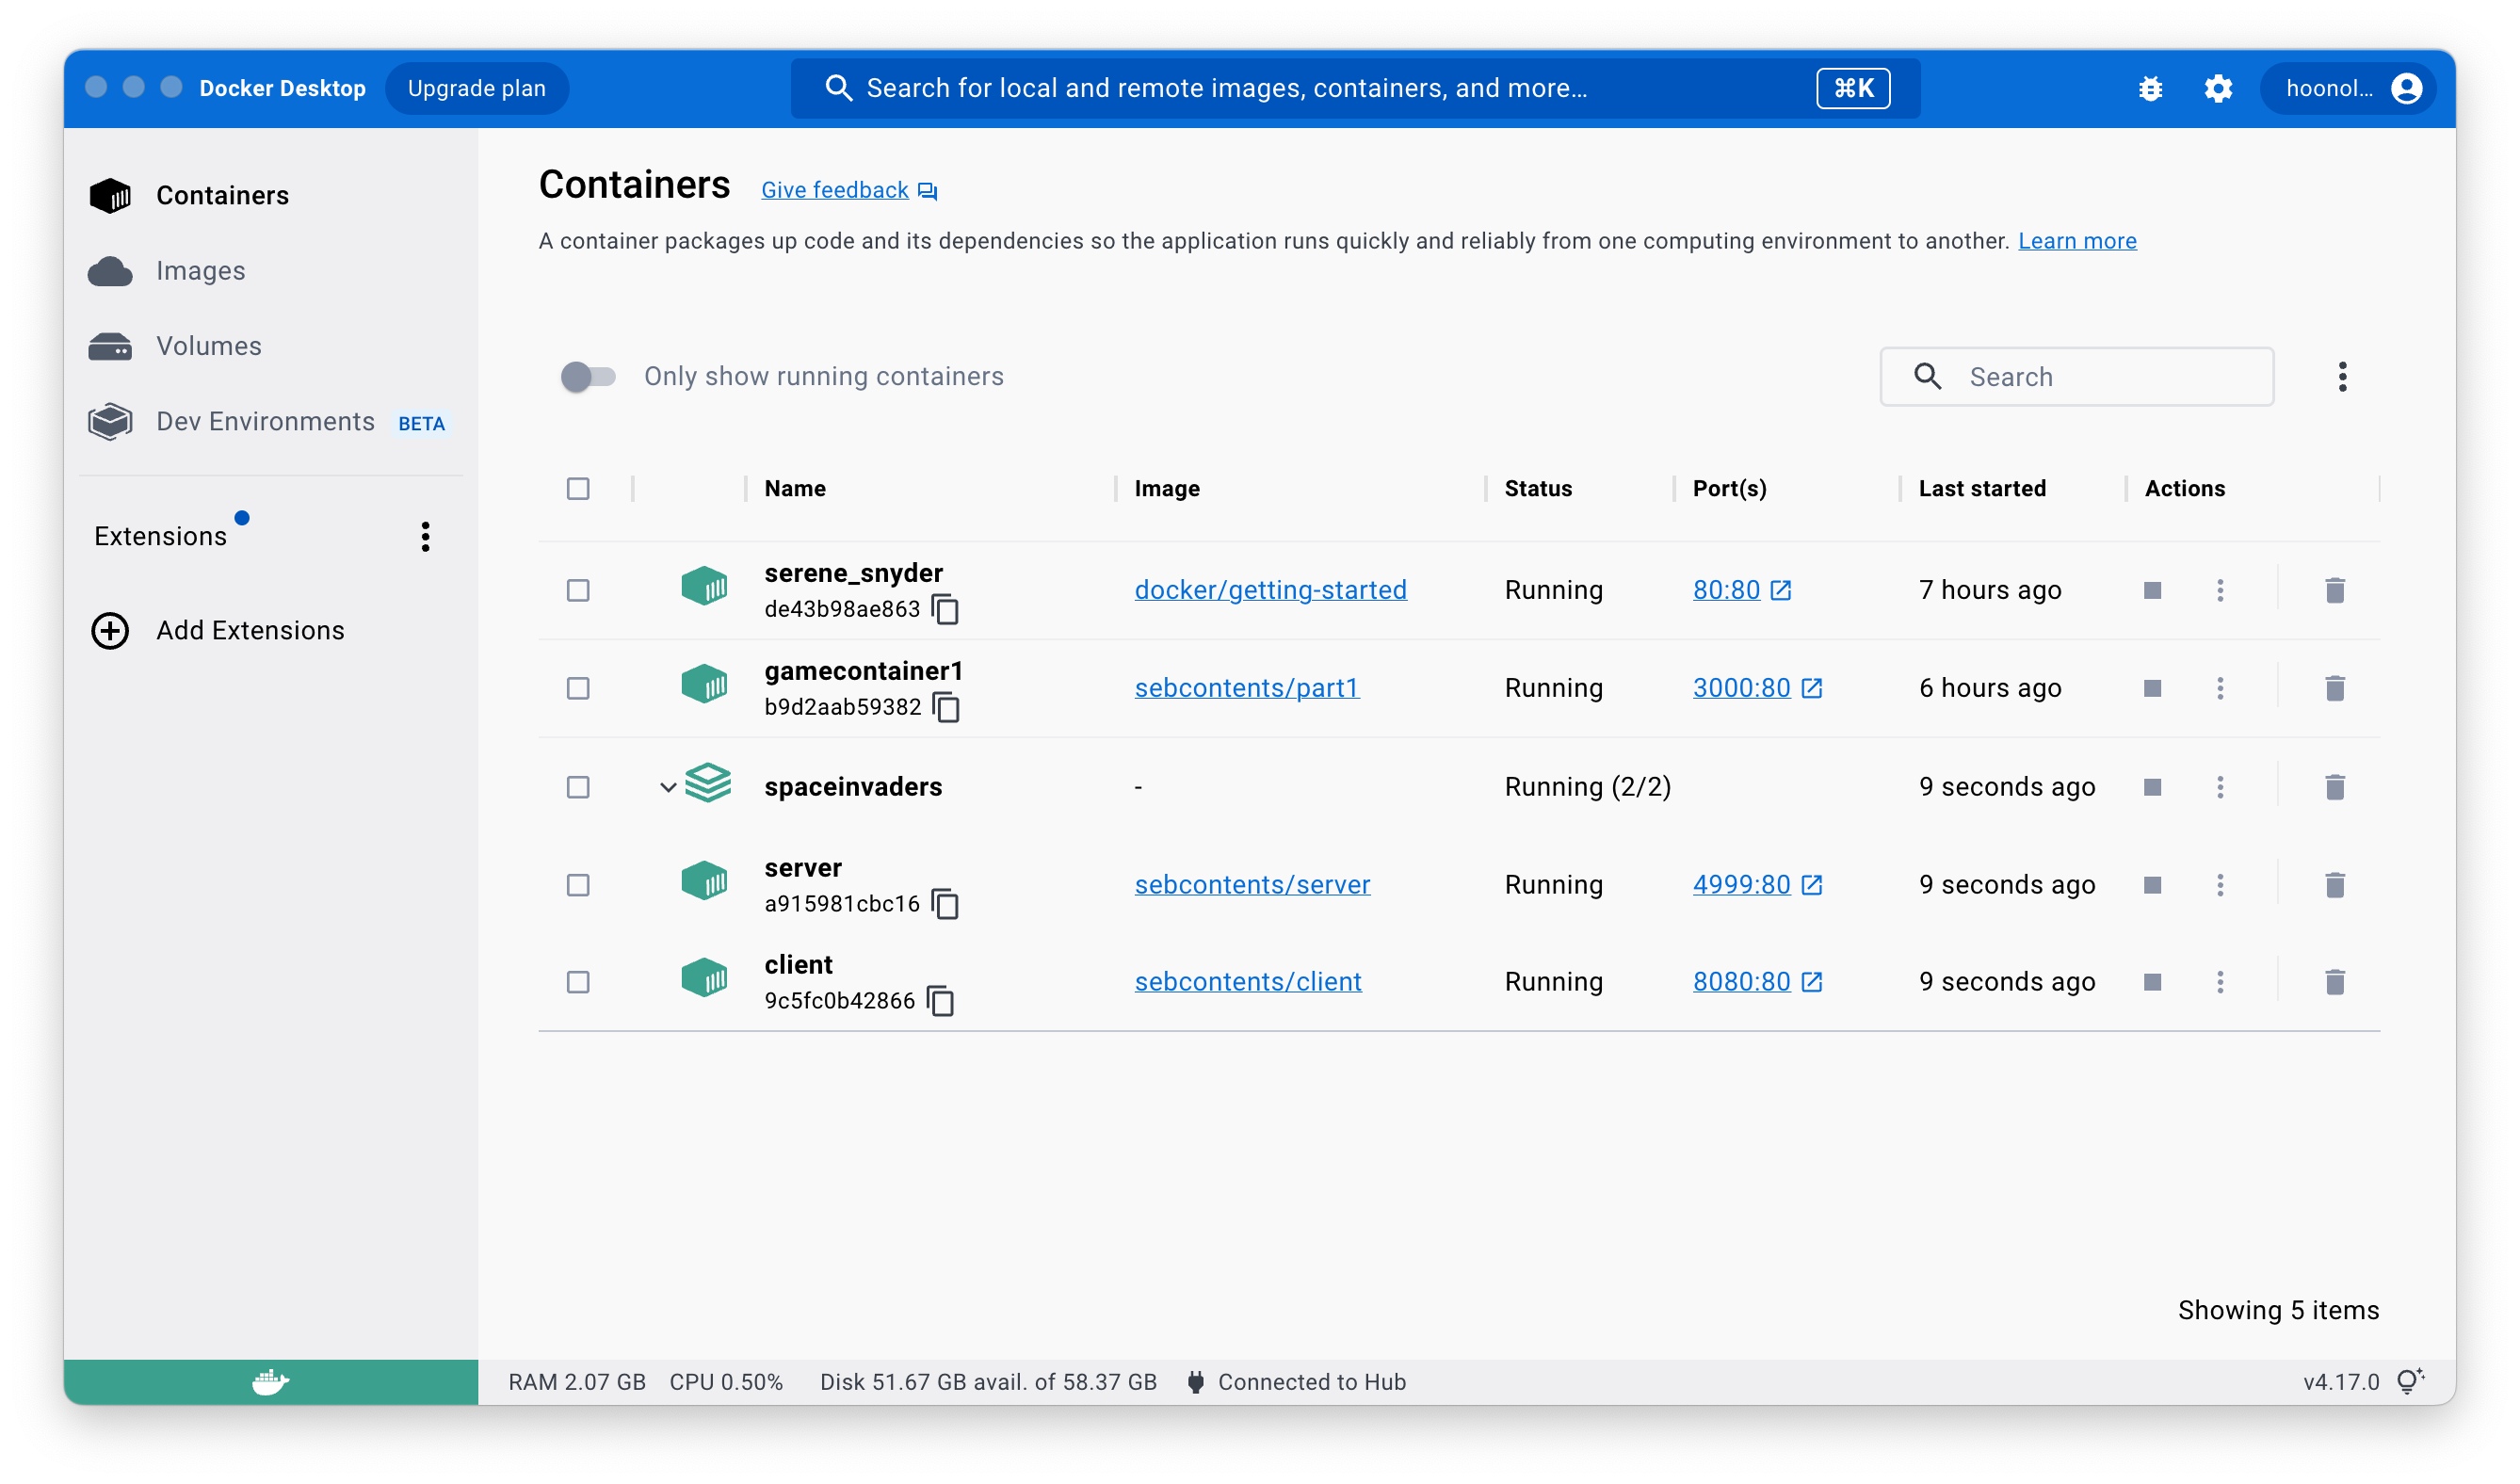 Docker Desktop Upgrade plan Search for local and remote images, containers, and more... ⌘K hoonol...
Containers
Images
Volumes
Dev Environments BETA
Extensions
Add Extensions
Containers Give feedback
A container packages up code and its dependencies so the application runs quickly and reliably from one computing environment to another. Learn more
Only show running containers Search
Name Image Status Port(s) Last started Actions
serene_snyder
de43b98ae863 docker/getting-started Running 80:80 7 hours ago
gamecontainer1
b9d2aab59382 sebcontents/part1 Running 3000:80 6 hours ago
spaceinvaders - Running (2/2) 9 seconds ago
server
a915981cbc16 sebcontents/server Running 4999:80 9 seconds ago
client
9c5fc0b42866 sebcontents/client Running 8080:80 9 seconds ago
Showing 5 items
RAM 2.07 GB CPU 0.50% Disk 51.67 GB avail. of 58.37 GB Connected to Hub v4.17.0